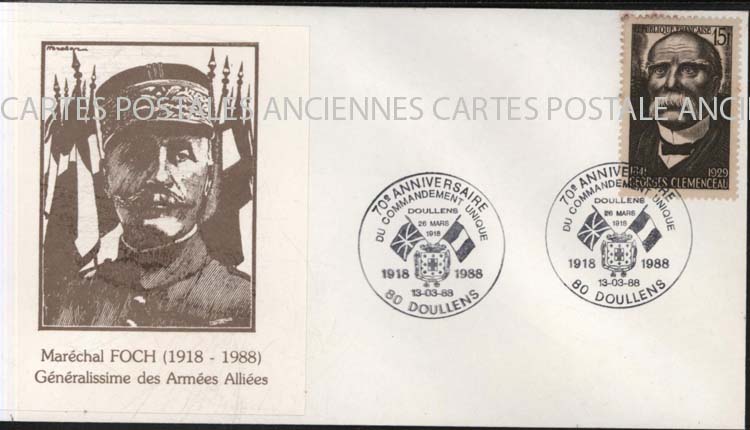 CARTES POSTALES ANCIENNES CARTES POSTALE ANCIEN
Maréchal FOCH (1918 - 1988)
Généralissime des Armées Alliées
70e ANNIVERSAIRE
DU COMMANDEMENT UNIQUE
DOULLENS
26 MARS
1918
1918 1988
13-03-88
80 DOULLENS
70e ANNIVERSAIRE
DU COMMANDEMENT UNIQUE
DOULLENS
26 MARS
1918
1918 1988
13-03-88
80 DOULLENS
RÉPUBLIQUE FRANÇAISE
15F
1929
GEORGES CLEMENCEAU